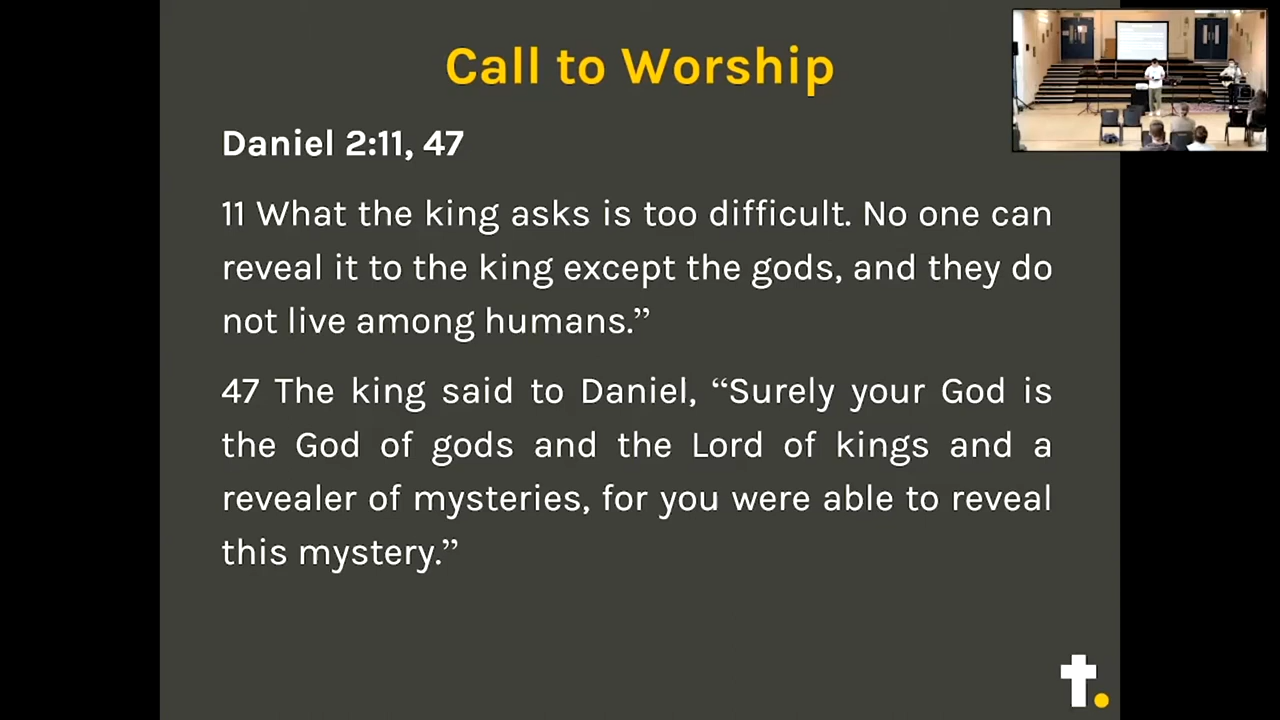 Call to Worship
Daniel 2:11, 47
11 What the king asks is too difficult. No one can
reveal it to the king except the gods, and they do
not live among humans.”
47 The king said to Daniel, “Surely your God is
the God of gods and the Lord of kings and a
revealer of mysteries, for you were able to reveal
this mystery.”